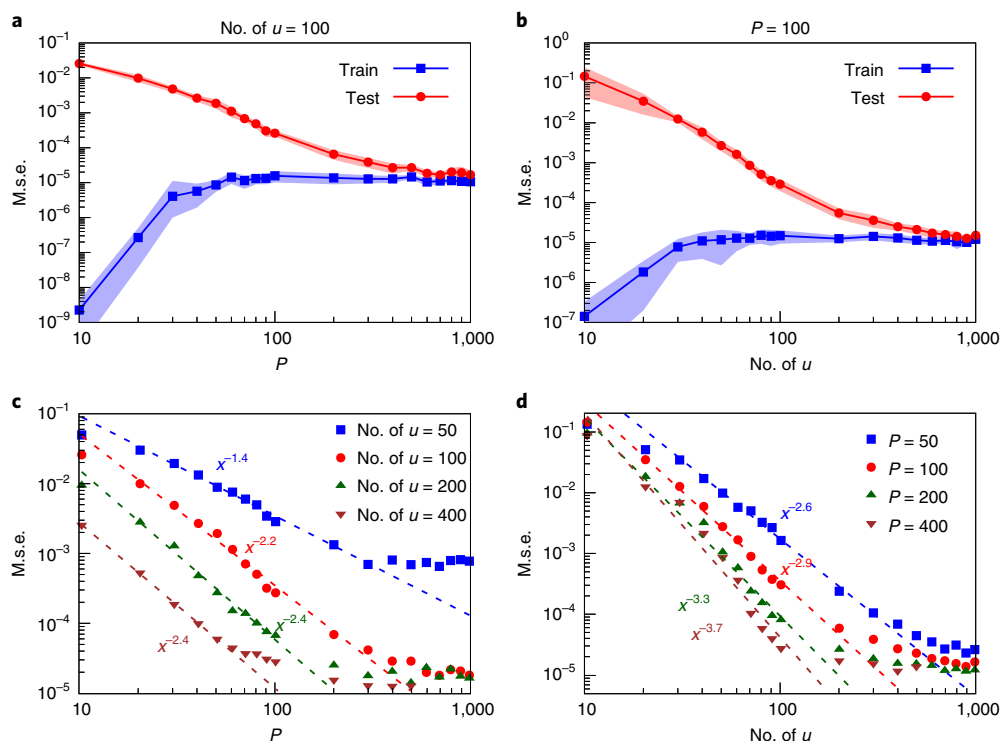 a
No. of u = 100
10⁻¹
10⁻²
10⁻³
10⁻⁴
10⁻⁵
10⁻⁶
10⁻⁷
10⁻⁸
10⁻⁹
M.s.e.
Train
Test
10
100
1,000
P
b
P = 100
10⁰
10⁻¹
10⁻²
10⁻³
10⁻⁴
10⁻⁵
10⁻⁶
10⁻⁷
M.s.e.
Train
Test
10
100
1,000
No. of u
c
10⁻¹
10⁻²
10⁻³
10⁻⁴
10⁻⁵
M.s.e.
No. of u = 50
No. of u = 100
No. of u = 200
No. of u = 400
x⁻¹·⁴
x⁻²·²
x⁻²·⁴
x⁻²·⁴
10
100
1,000
P
d
10⁻¹
10⁻²
10⁻³
10⁻⁴
10⁻⁵
M.s.e.
P = 50
P = 100
P = 200
P = 400
x⁻²·⁶
x⁻²·⁹
x⁻³·³
x⁻³·⁷
10
100
1,000
No. of u